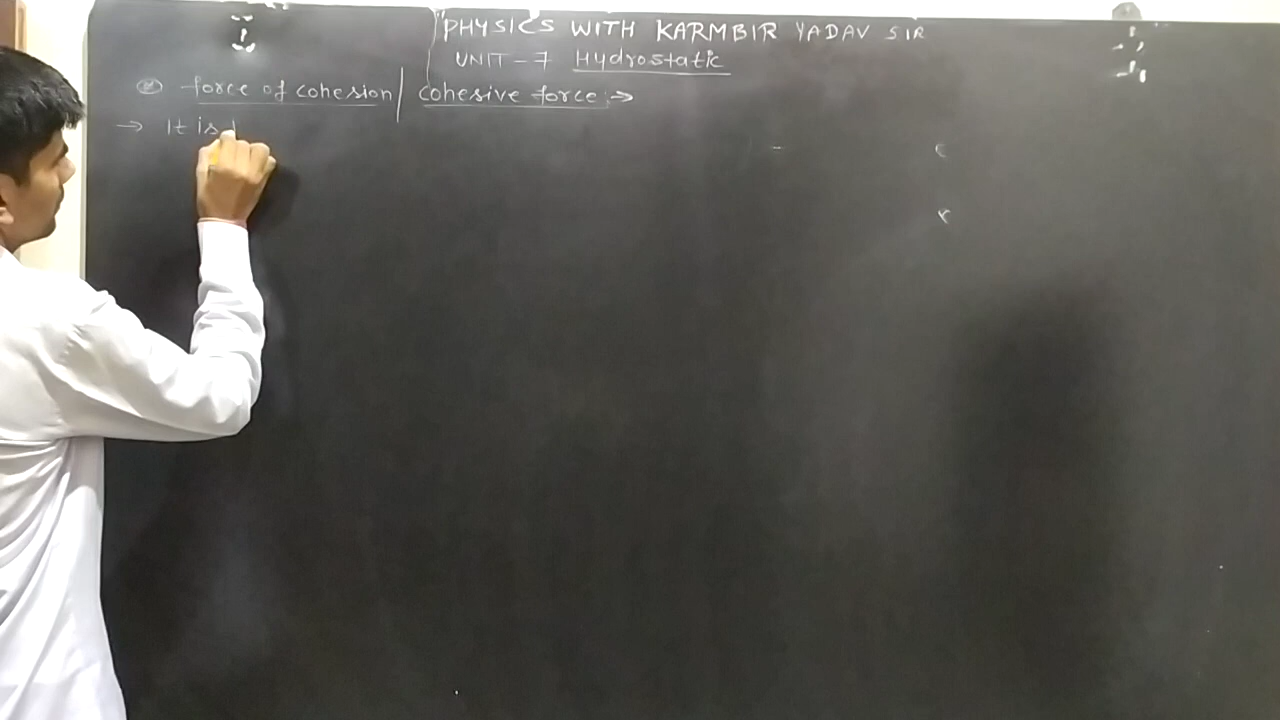 PHYSICS WITH KARMBIR YADAV SIR
UNIT - 7 Hydrostatic
force of cohesion | cohesive force :→
→ It is